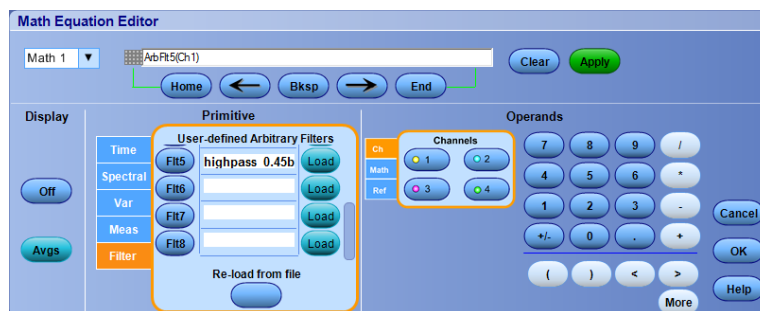 Math Equation Editor
Math 1
ArbFlt5(Ch1)
Clear
Apply
Home
Bksp
End
Display
Primitive
Operands
Off
Avgs
Time
Spectral
Var
Meas
Filter
User-defined Arbitrary Filters
Flt5 highpass_0.45b Load
Flt6 Load
Flt7 Load
Flt8 Load
Re-load from file
Ch
Math
Ref
Channels
1 2
3 4
7 8 9 /
4 5 6 *
1 2 3 -
+/- 0 . +
( ) < >
More
Cancel
OK
Help